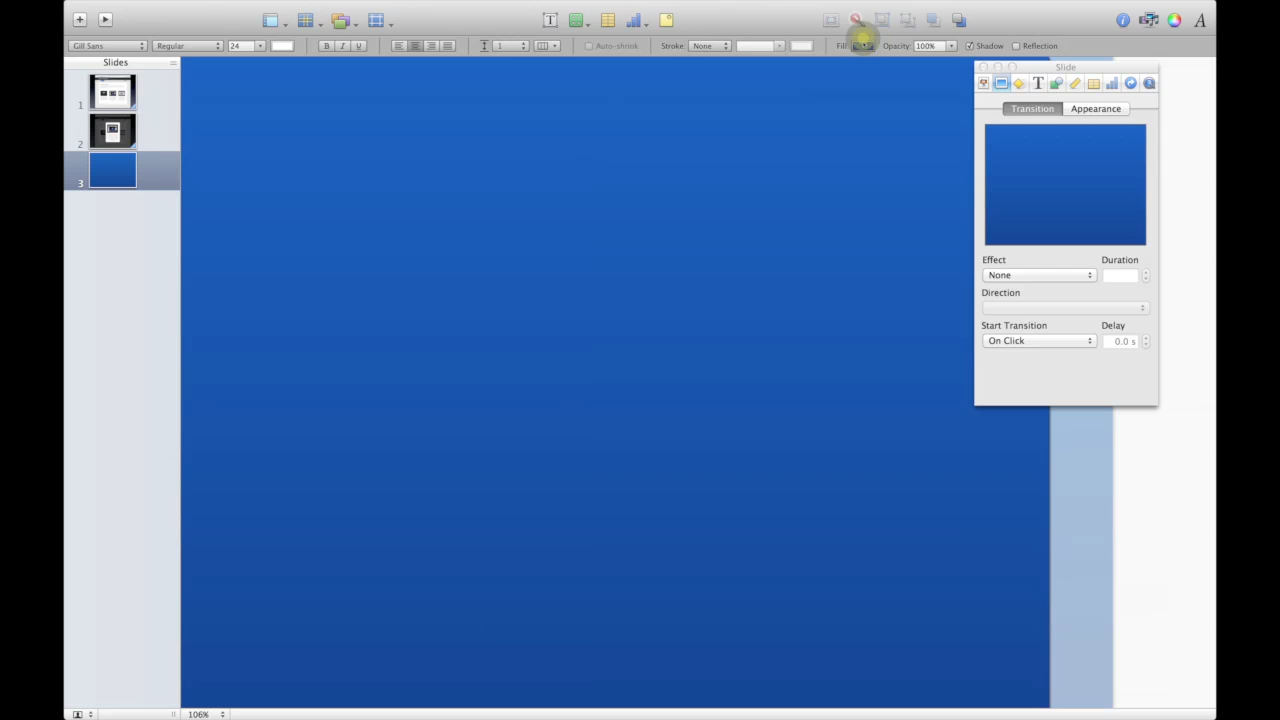 T
A
Gill Sans Regular 24 B I U 1 Auto-shrink Stroke: None Fill: Opacity: 100% Shadow Reflection
Slides
1
2
3
Slide
T
Transition Appearance
Effect Duration
None
Direction
Start Transition Delay
On Click 0.0 s
106%